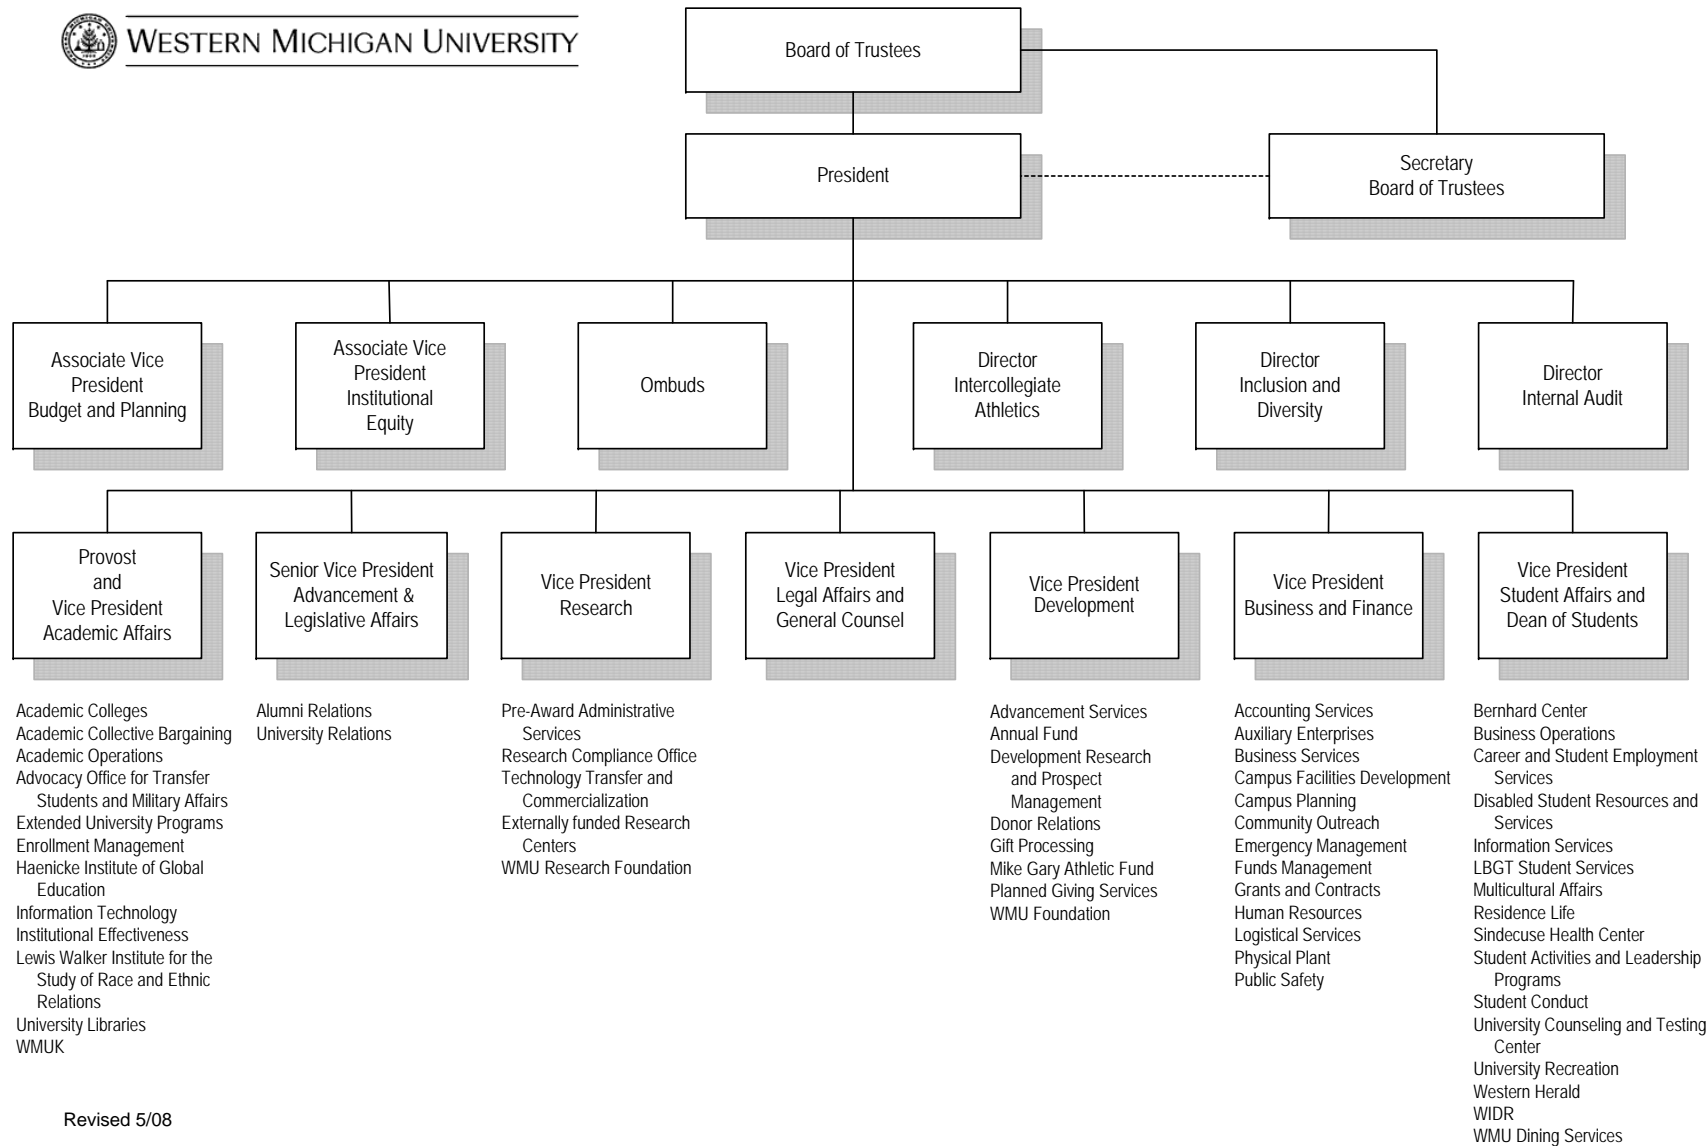 WESTERN MICHIGAN UNIVERSITY
Board of Trustees
President
Secretary
Board of Trustees
Associate Vice
President
Budget and Planning
Associate Vice
President
Institutional
Equity
Ombuds
Director
Intercollegiate
Athletics
Director
Inclusion and
Diversity
Director
Internal Audit
Provost
and
Vice President
Academic Affairs
Senior Vice President
Advancement &
Legislative Affairs
Vice President
Research
Vice President
Legal Affairs and
General Counsel
Vice President
Development
Vice President
Business and Finance
Vice President
Student Affairs and
Dean of Students
Academic Colleges
Academic Collective Bargaining
Academic Operations
Advocacy Office for Transfer
Students and Military Affairs
Extended University Programs
Enrollment Management
Haenicke Institute of Global
Education
Information Technology
Institutional Effectiveness
Lewis Walker Institute for the
Study of Race and Ethnic
Relations
University Libraries
WMUK
Alumni Relations
University Relations
Pre-Award Administrative
Services
Research Compliance Office
Technology Transfer and
Commercialization
Externally funded Research
Centers
WMU Research Foundation
Advancement Services
Annual Fund
Development Research
and Prospect
Management
Donor Relations
Gift Processing
Mike Gary Athletic Fund
Planned Giving Services
WMU Foundation
Accounting Services
Auxiliary Enterprises
Business Services
Campus Facilities Development
Campus Planning
Community Outreach
Emergency Management
Funds Management
Grants and Contracts
Human Resources
Logistical Services
Physical Plant
Public Safety
Bernhard Center
Business Operations
Career and Student Employment
Services
Disabled Student Resources and
Services
Information Services
LBGT Student Services
Multicultural Affairs
Residence Life
Sindecuse Health Center
Student Activities and Leadership
Programs
Student Conduct
University Counseling and Testing
Center
University Recreation
Western Herald
WIDR
WMU Dining Services
Revised 5/08